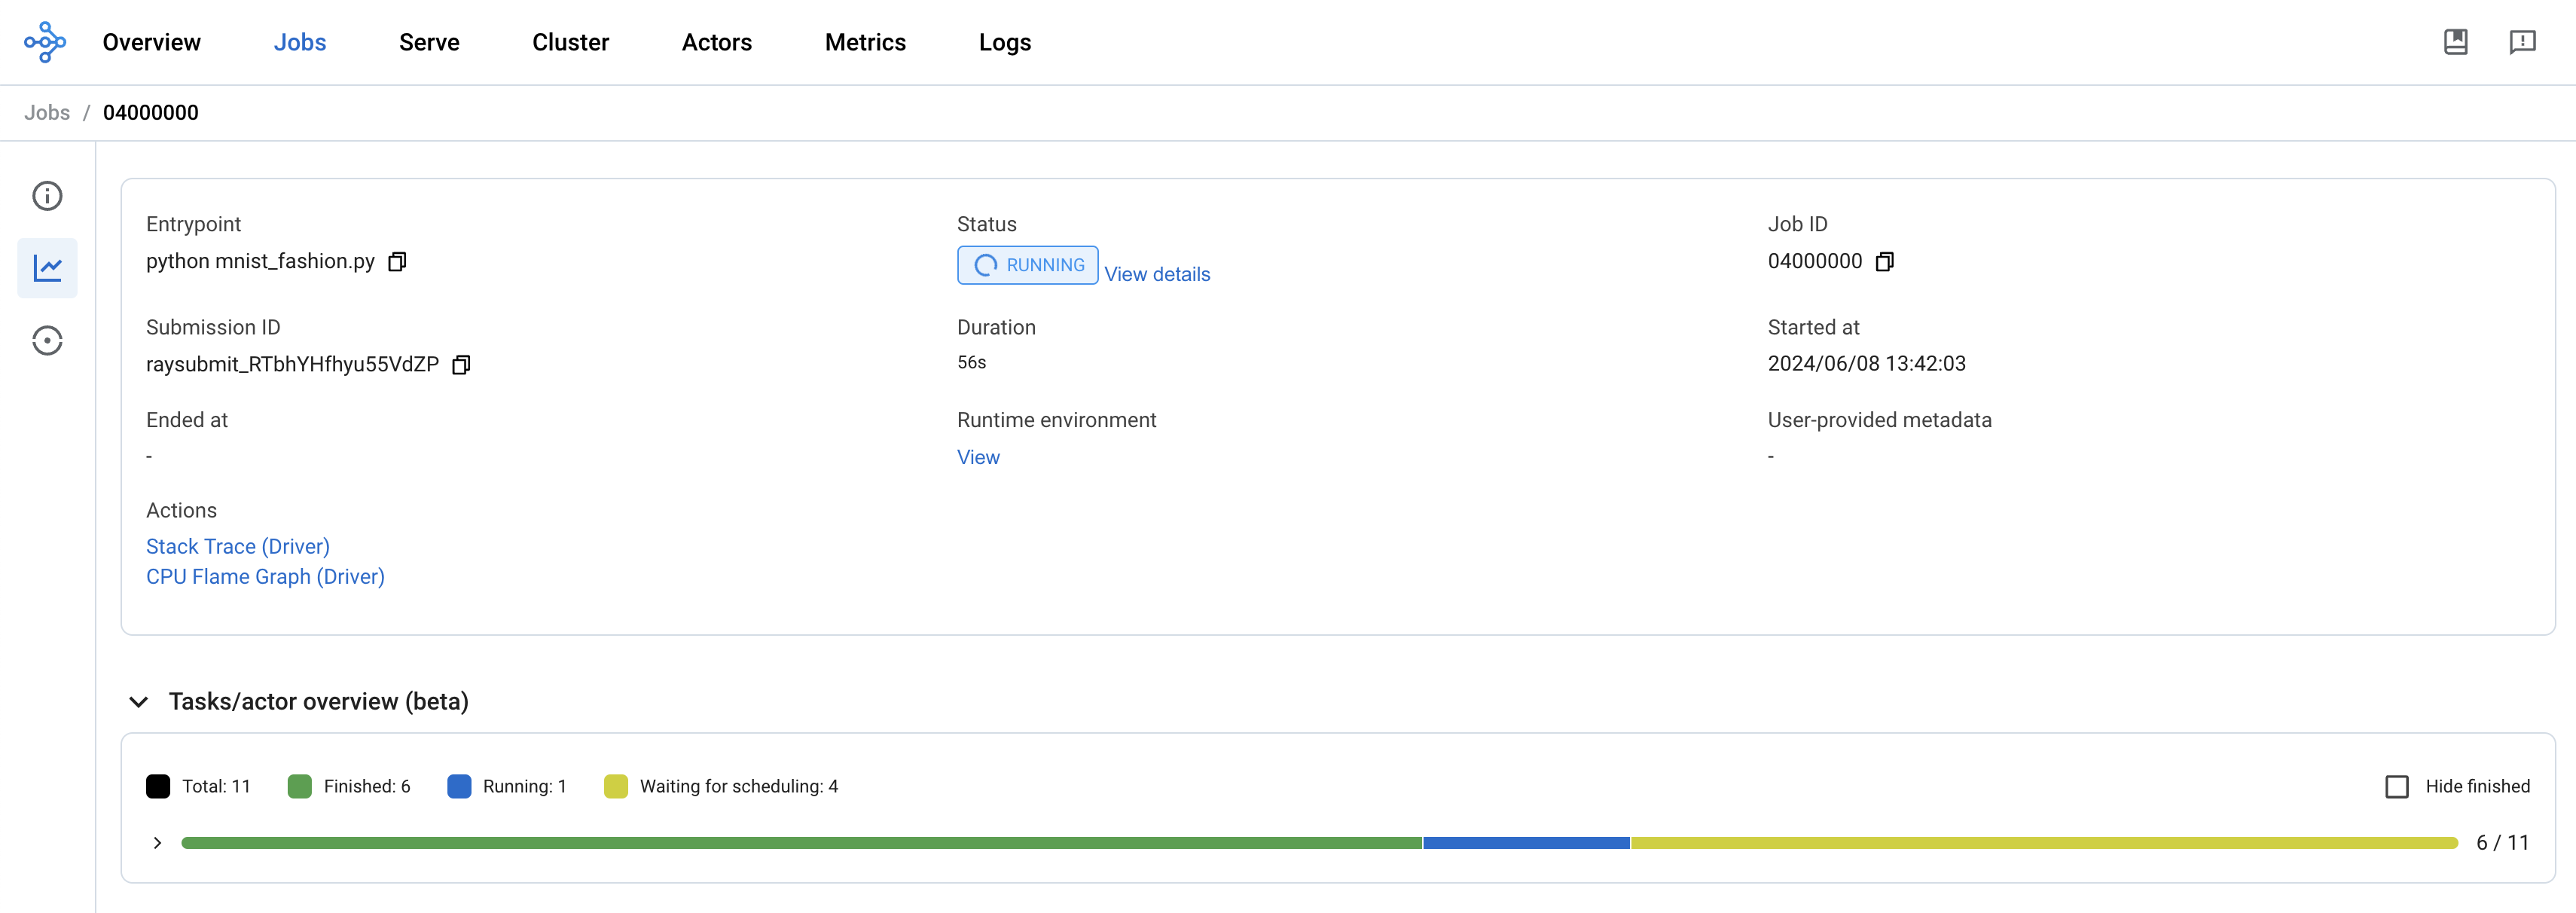 Overview Jobs Serve Cluster Actors Metrics Logs
Jobs / 04000000
Entrypoint Status Job ID
python mnist_fashion.py RUNNING View details 04000000
Submission ID Duration Started at
raysubmit_RTbhYHfhyu55VdZP 56s 2024/06/08 13:42:03
Ended at Runtime environment User-provided metadata
- View -
Actions
Stack Trace (Driver)
CPU Flame Graph (Driver)
Tasks/actor overview (beta)
Total: 11 Finished: 6 Running: 1 Waiting for scheduling: 4 Hide finished
6 / 11